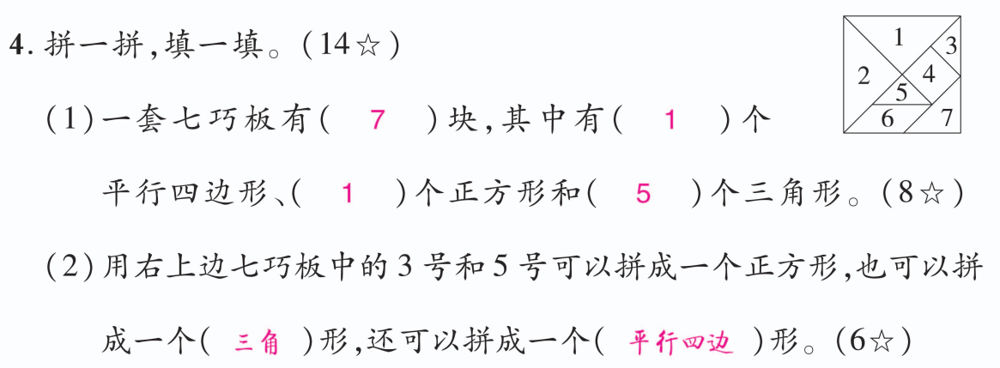 4. 拼一拼,填一填。(14☆)
(1)一套七巧板有( 7 )块,其中有( 1 )个
平行四边形、( 1 )个正方形和( 5 )个三角形。(8☆)
(2)用右上边七巧板中的3号和5号可以拼成一个正方形,也可以拼
成一个( 三角 )形,还可以拼成一个( 平行四边 )形。(6☆)
1
3
2
4
5
6
7